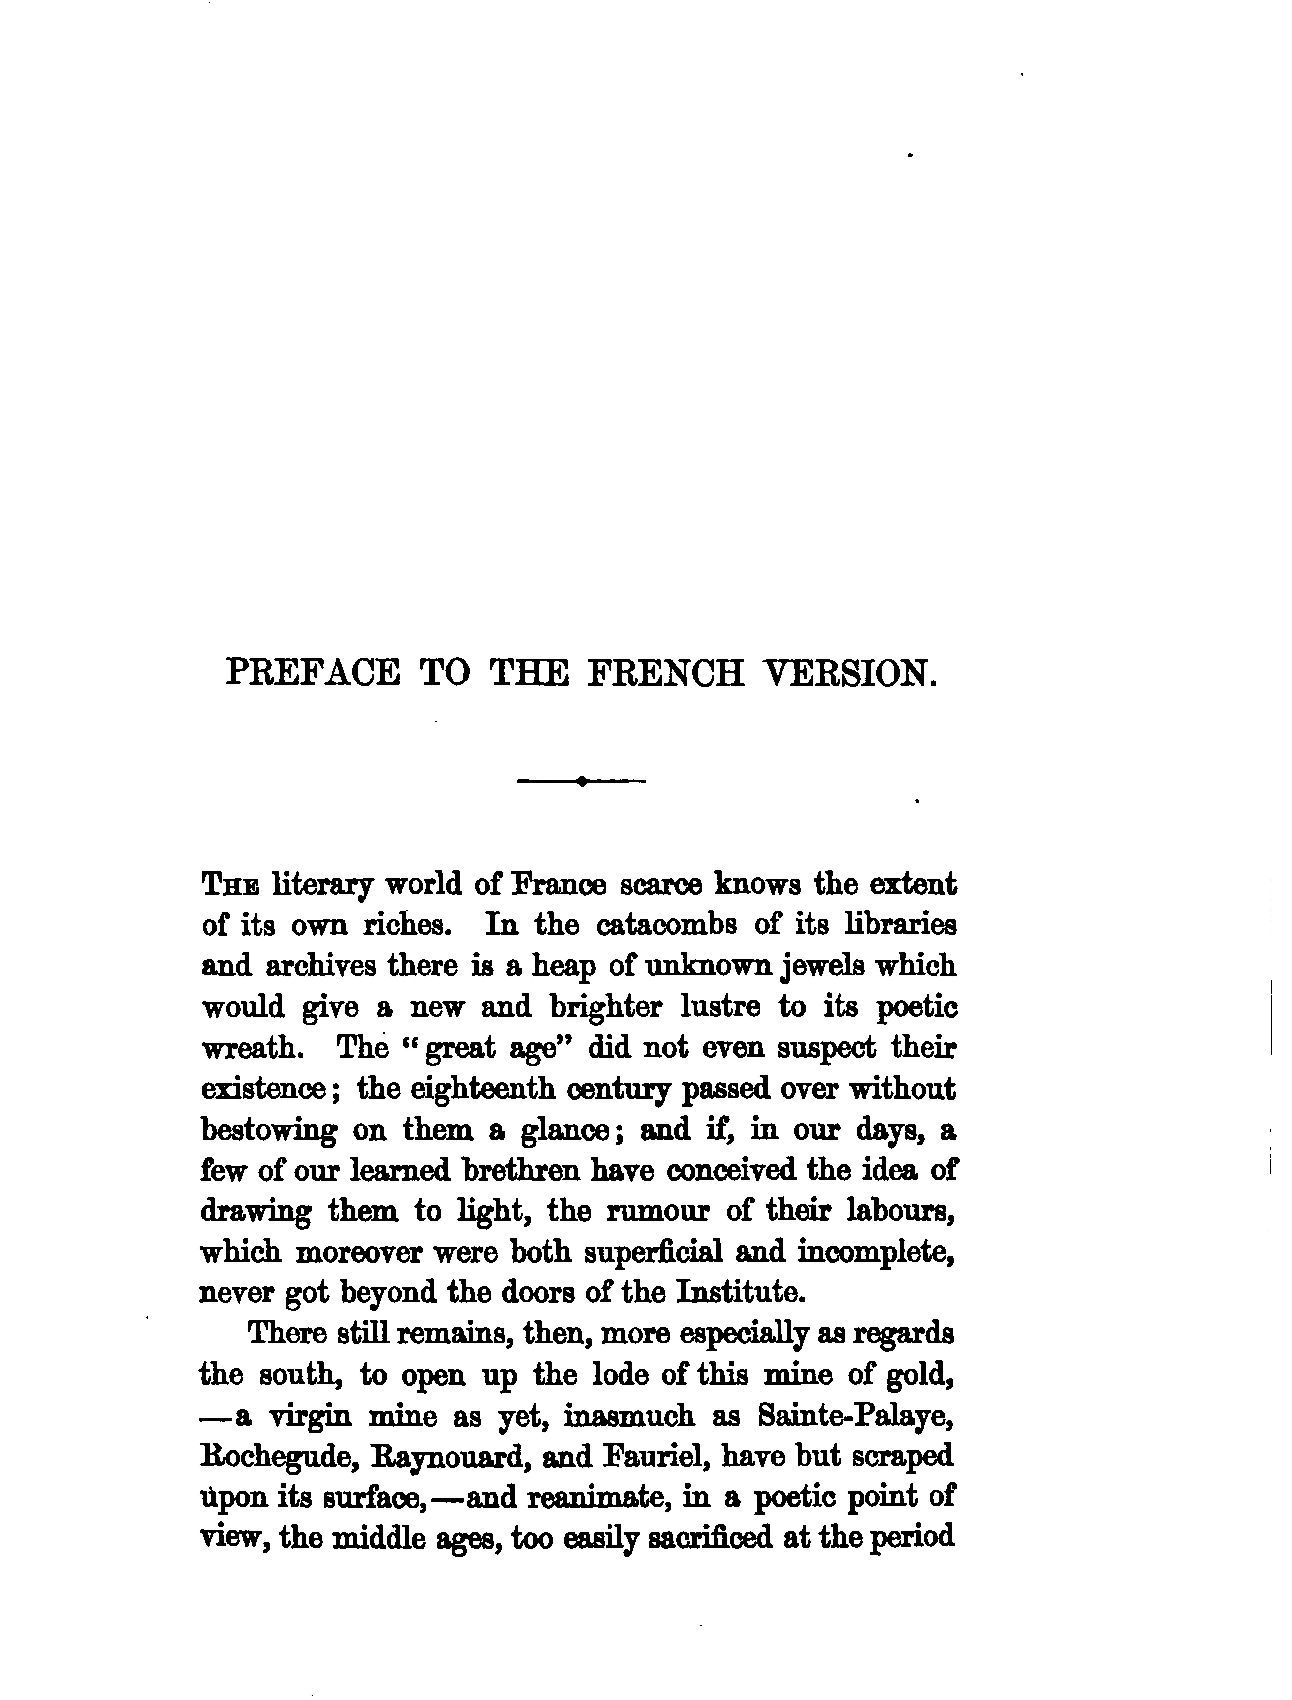 PREFACE TO THE FRENCH VERSION.
THE literary world of France scarce knows the extent
of its own riches. In the catacombs of its libraries
and archives there is a heap of unknown jewels which
would give a new and brighter lustre to its poetic
wreath. The “great age” did not even suspect their
existence; the eighteenth century passed over without
bestowing on them a glance; and if, in our days, a
few of our learned brethren have conceived the idea of
drawing them to light, the rumour of their labours,
which moreover were both superficial and incomplete,
never got beyond the doors of the Institute.
There still remains, then, more especially as regards
the south, to open up the lode of this mine of gold,
—a virgin mine as yet, inasmuch as Sainte-Palaye,
Rochegude, Raynouard, and Fauriel, have but scraped
upon its surface,—and reanimate, in a poetic point of
view, the middle ages, too easily sacrificed at the period